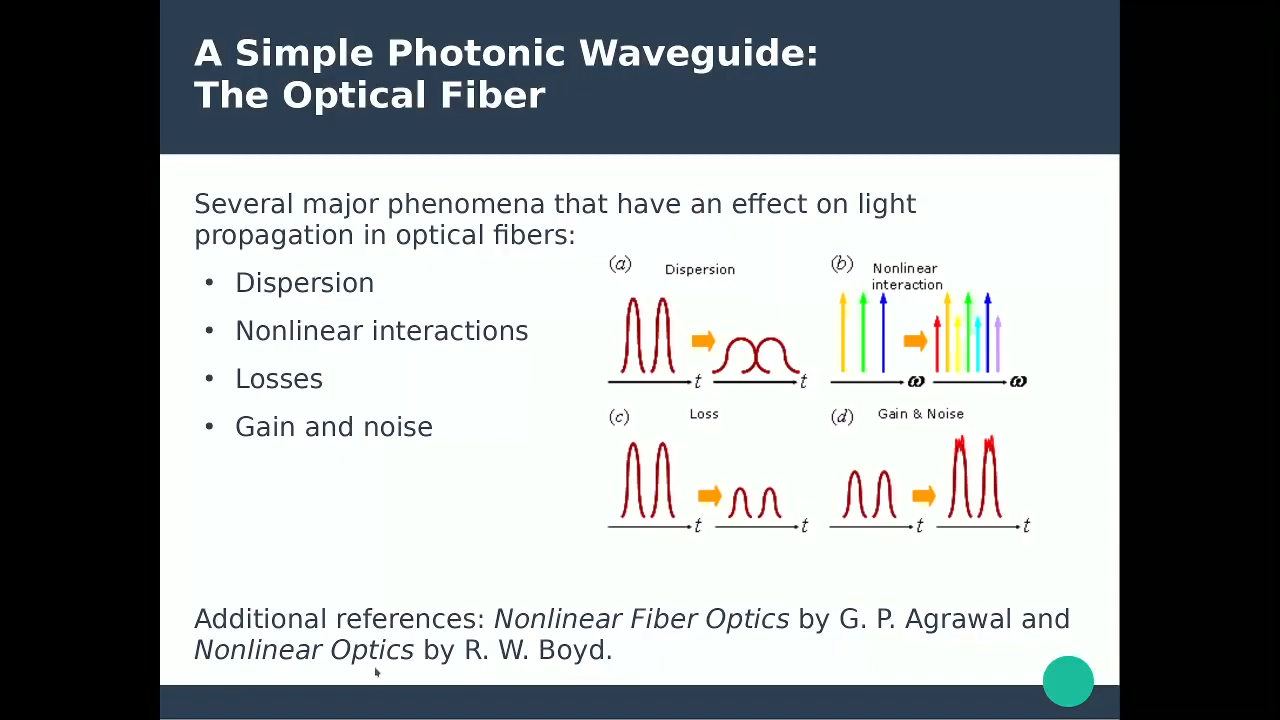 A Simple Photonic Waveguide:
The Optical Fiber
Several major phenomena that have an effect on light
propagation in optical fibers:
• Dispersion
• Nonlinear interactions
• Losses
• Gain and noise
(a) Dispersion
t t
(b) Nonlinear
interaction
ω ω
(c) Loss
t t
(d) Gain & Noise
t t
Additional references: Nonlinear Fiber Optics by G. P. Agrawal and
Nonlinear Optics by R. W. Boyd.